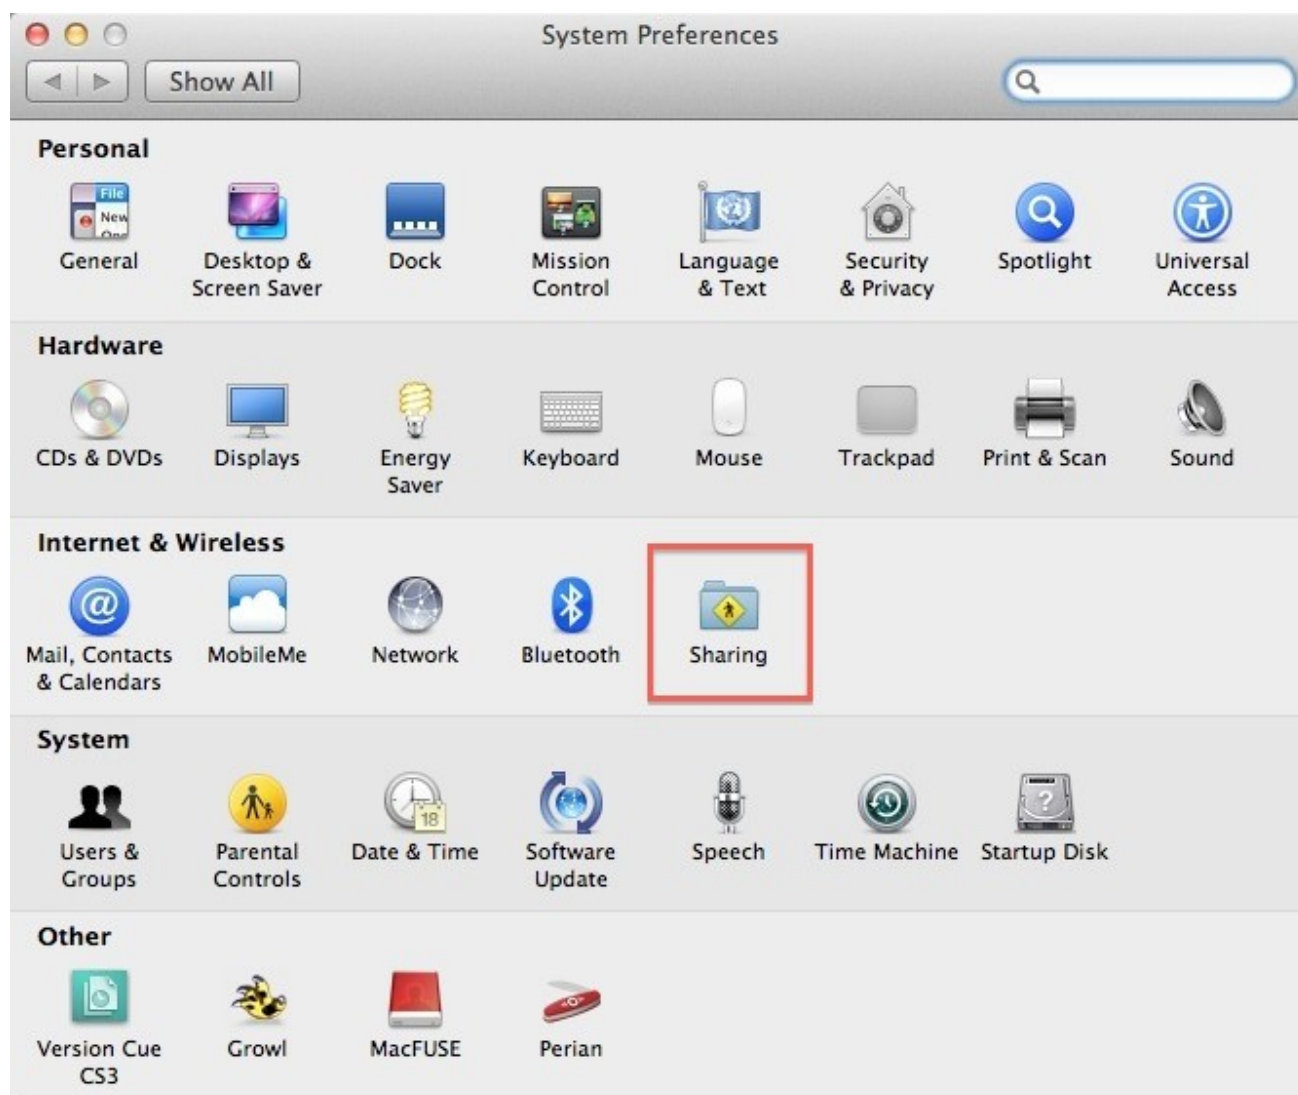 System Preferences
Show All
Personal
File
New
General
Desktop &
Screen Saver
Dock
Mission
Control
Language
& Text
Security
& Privacy
Spotlight
Universal
Access
Hardware
CDs & DVDs
Displays
Energy
Saver
Keyboard
Mouse
Trackpad
Print & Scan
Sound
Internet & Wireless
@
Mail, Contacts
& Calendars
MobileMe
Network
Bluetooth
Sharing
System
Users &
Groups
Parental
Controls
18
Date & Time
Software
Update
Speech
Time Machine
?
Startup Disk
Other
Version Cue
CS3
Growl
MacFUSE
Perian